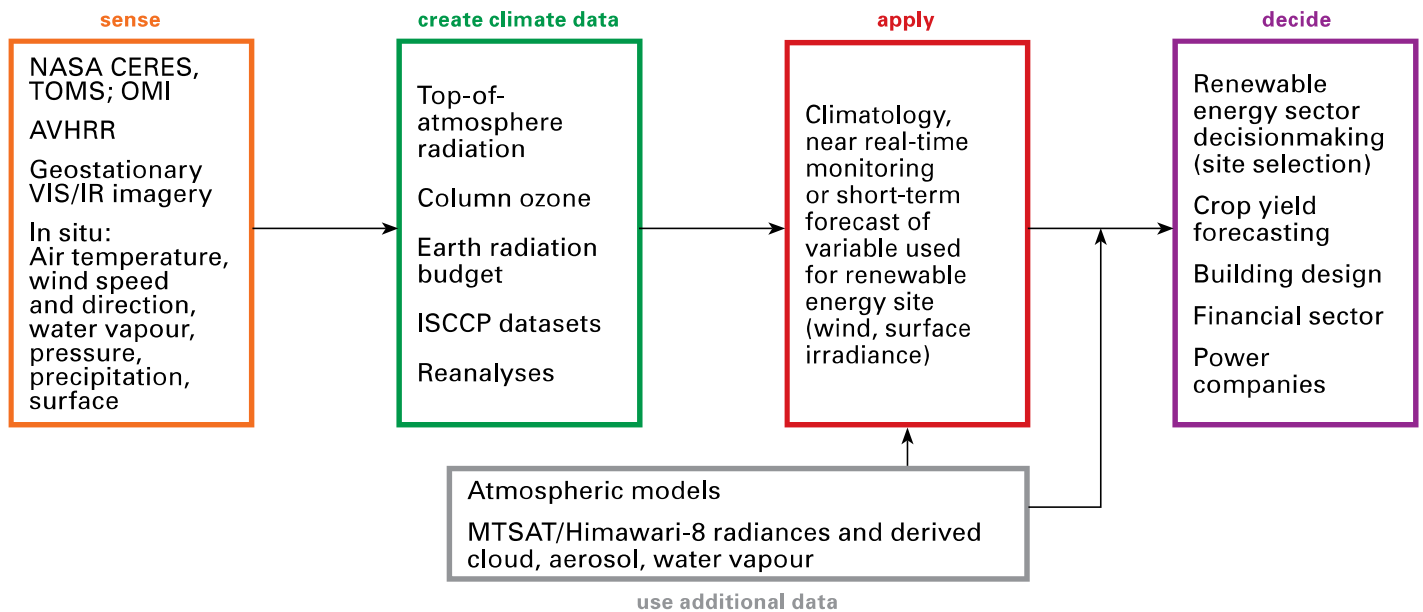 sense
NASA CERES,
TOMS; OMI
AVHRR
Geostationary
VIS/IR imagery
In situ:
Air temperature,
wind speed
and direction,
water vapour,
pressure,
precipitation,
surface
create climate data
Top-of-
atmosphere
radiation
Column ozone
Earth radiation
budget
ISCCP datasets
Reanalyses
apply
Climatology,
near real-time
monitoring
or short-term
forecast of
variable used
for renewable
energy site
(wind, surface
irradiance)
decide
Renewable
energy sector
decisionmaking
(site selection)
Crop yield
forecasting
Building design
Financial sector
Power
companies
Atmospheric models
MTSAT/Himawari-8 radiances and derived
cloud, aerosol, water vapour
use additional data